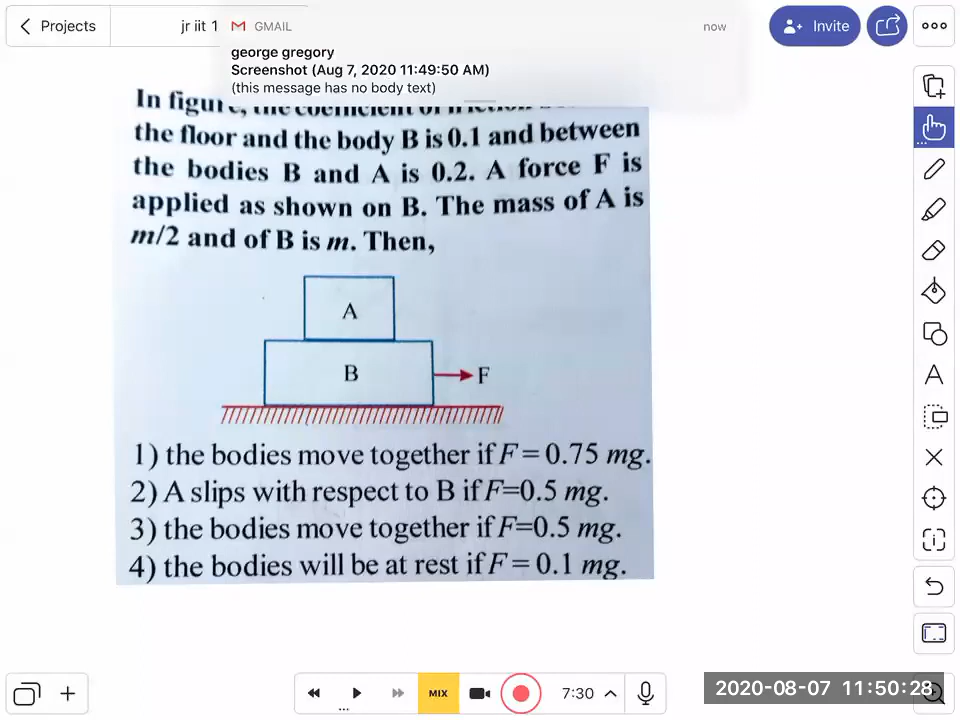 Projects
jr iit 1
GMAIL
now
Invite
george gregory
Screenshot (Aug 7, 2020 11:49:50 AM)
(this message has no body text)
In figure, the coefficient of friction
the floor and the body B is 0.1 and between
the bodies B and A is 0.2. A force F is
applied as shown on B. The mass of A is
m/2 and of B is m. Then,
A
B
F
1) the bodies move together if F = 0.75 mg.
2) A slips with respect to B if F=0.5 mg.
3) the bodies move together if F=0.5 mg.
4) the bodies will be at rest if F = 0.1 mg.
MIX
7:30
2020-08-07 11:50:28